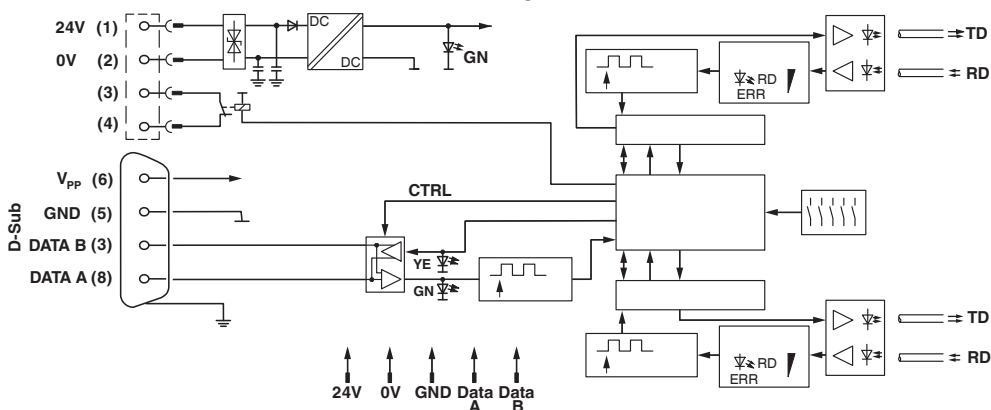 24V (1)
0V (2)
(3)
(4)
DC
DC
GN
D-Sub
VPP (6)
GND (5)
DATA B (3)
DATA A (8)
CTRL
YE
GN
RD
ERR
TD
RD
RD
ERR
TD
RD
24V 0V GND Data A Data B